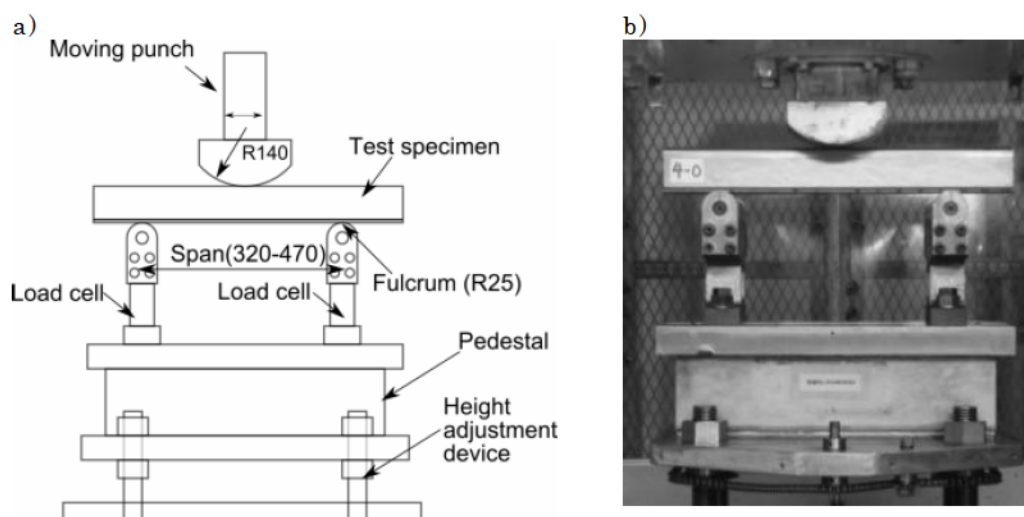 a)
b)
Moving punch
R140
Test specimen
4-0
Span(320-470)
Fulcrum (R25)
Load cell
Load cell
Pedestal
Height
adjustment
device